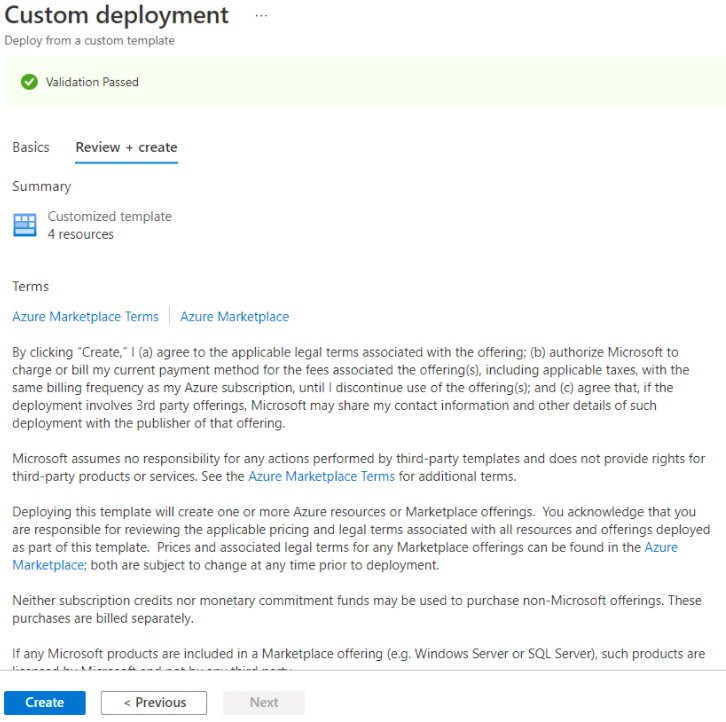 Custom deployment ...
Deploy from a custom template
Validation Passed
Basics Review + create
Summary
Customized template
4 resources
Terms
Azure Marketplace Terms Azure Marketplace
By clicking "Create," I (a) agree to the applicable legal terms associated with the offering; (b) authorize Microsoft to
charge or bill my current payment method for the fees associated the offering(s), including applicable taxes, with the
same billing frequency as my Azure subscription, until I discontinue use of the offering(s); and (c) agree that, if the
deployment involves 3rd party offerings, Microsoft may share my contact information and other details of such
deployment with the publisher of that offering.
Microsoft assumes no responsibility for any actions performed by third-party templates and does not provide rights for
third-party products or services. See the Azure Marketplace Terms for additional terms.
Deploying this template will create one or more Azure resources or Marketplace offerings. You acknowledge that you
are responsible for reviewing the applicable pricing and legal terms associated with all resources and offerings deployed
as part of this template. Prices and associated legal terms for any Marketplace offerings can be found in the Azure
Marketplace; both are subject to change at any time prior to deployment.
Neither subscription credits nor monetary commitment funds may be used to purchase non-Microsoft offerings. These
purchases are billed separately.
If any Microsoft products are included in a Marketplace offering (e.g. Windows Server or SQL Server), such products are
licensed by Microsoft and not by any third party.
Create < Previous Next